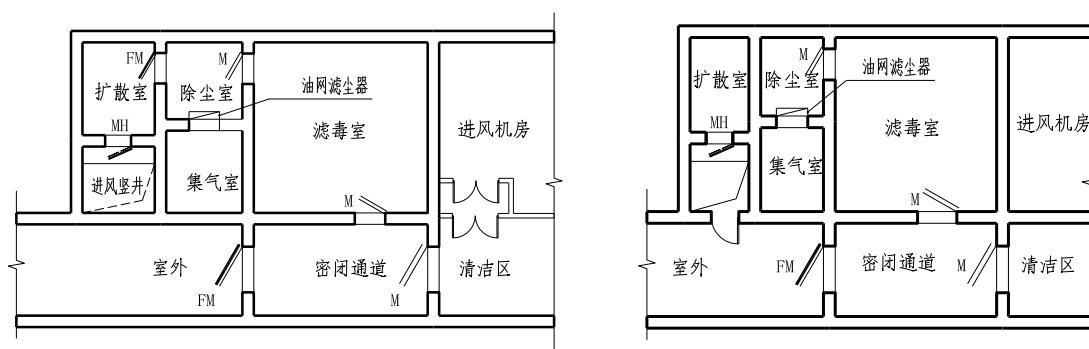 FM
M
扩散室
除尘室
油网滤尘器
滤毒室
进风机房
MH
进风竖井
集气室
M
室外
密闭通道
清洁区
FM
M
M
扩散室
除尘室
油网滤尘器
滤毒室
进风机房
MH
集气室
M
室外
FM
密闭通道
M
清洁区